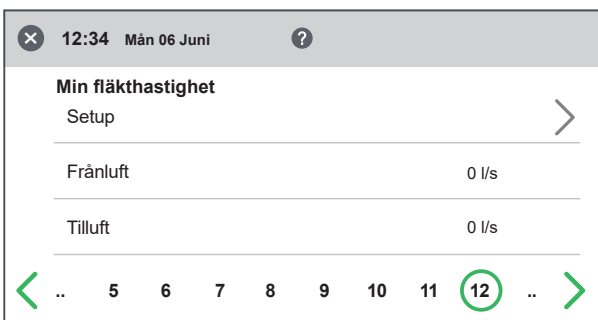 12:34 Mån 06 Juni ?
Min fläkthastighet
Setup
Frånluft 0 l/s
Tilluft 0 l/s
.. 5 6 7 8 9 10 11 12 ..